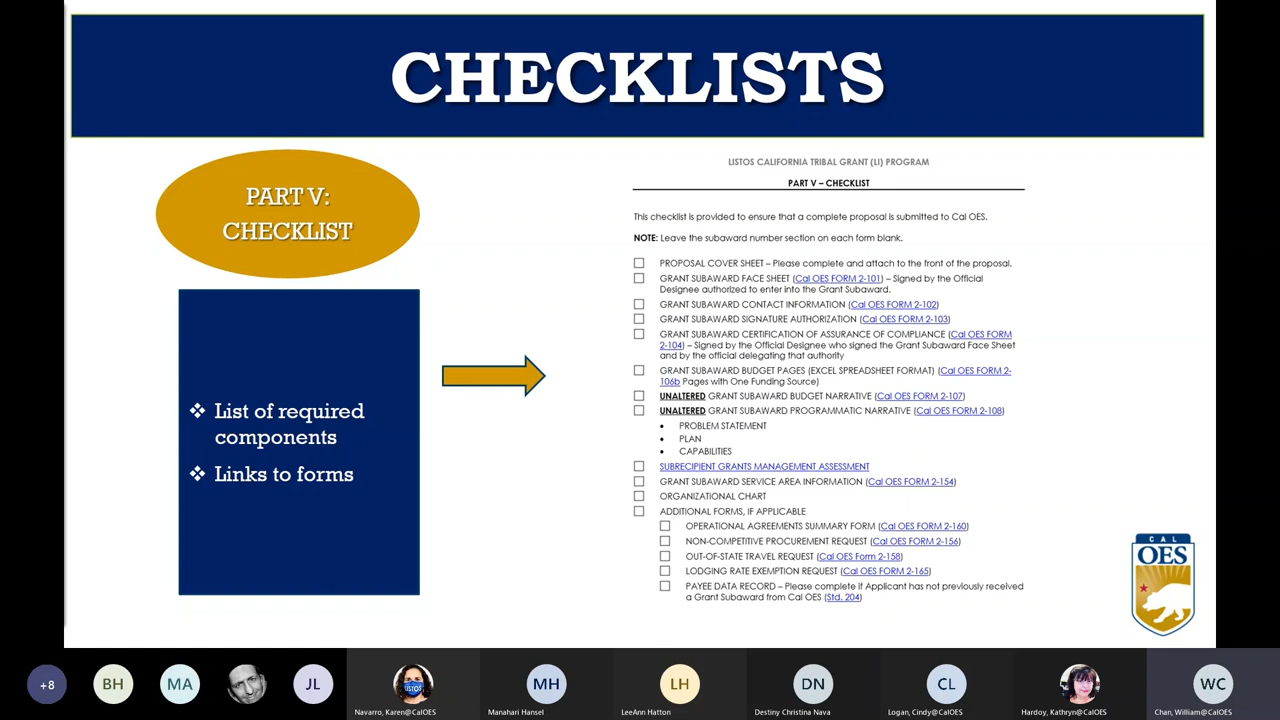 CHECKLISTS
PART V:
CHECKLIST
❖ List of required
components
❖ Links to forms
LISTOS CALIFORNIA TRIBAL GRANT (LI) PROGRAM
PART V – CHECKLIST
This checklist is provided to ensure that a complete proposal is submitted to Cal OES.
NOTE: Leave the subaward number section on each form blank.
PROPOSAL COVER SHEET – Please complete and attach to the front of the proposal.
GRANT SUBAWARD FACE SHEET (Cal OES FORM 2-101) – Signed by the Official
Designee authorized to enter into the Grant Subaward.
GRANT SUBAWARD CONTACT INFORMATION (Cal OES FORM 2-102)
GRANT SUBAWARD SIGNATURE AUTHORIZATION (Cal OES FORM 2-103)
GRANT SUBAWARD CERTIFICATION OF ASSURANCE OF COMPLIANCE (Cal OES FORM
2-104) – Signed by the Official Designee who signed the Grant Subaward Face Sheet
and by the official delegating that authority
GRANT SUBAWARD BUDGET PAGES (EXCEL SPREADSHEET FORMAT) (Cal OES FORM 2-
106b Pages with One Funding Source)
UNALTERED GRANT SUBAWARD BUDGET NARRATIVE (Cal OES FORM 2-107)
UNALTERED GRANT SUBAWARD PROGRAMMATIC NARRATIVE (Cal OES FORM 2-108)
• PROBLEM STATEMENT
• PLAN
• CAPABILITIES
SUBRECIPIENT GRANTS MANAGEMENT ASSESSMENT
GRANT SUBAWARD SERVICE AREA INFORMATION (Cal OES FORM 2-154)
ORGANIZATIONAL CHART
ADDITIONAL FORMS, IF APPLICABLE
OPERATIONAL AGREEMENTS SUMMARY FORM (Cal OES FORM 2-160)
NON-COMPETITIVE PROCUREMENT REQUEST (Cal OES FORM 2-156)
OUT-OF-STATE TRAVEL REQUEST (Cal OES Form 2-158)
LODGING RATE EXEMPTION REQUEST (Cal OES FORM 2-165)
PAYEE DATA RECORD – Please complete if Applicant has not previously received
a Grant Subaward from Cal OES (Std. 204)
CAL
OES
+8
BH
MA
JL
LISTOS
Navarro, Karen@CalOES
MH
Manahari Hansel
LH
LeeAnn Hatton
DN
Destiny Christina Nava
CL
Logan, Cindy@CalOES
Hardoy, Kathryn@CalOES
WC
Chan, William@CalOES